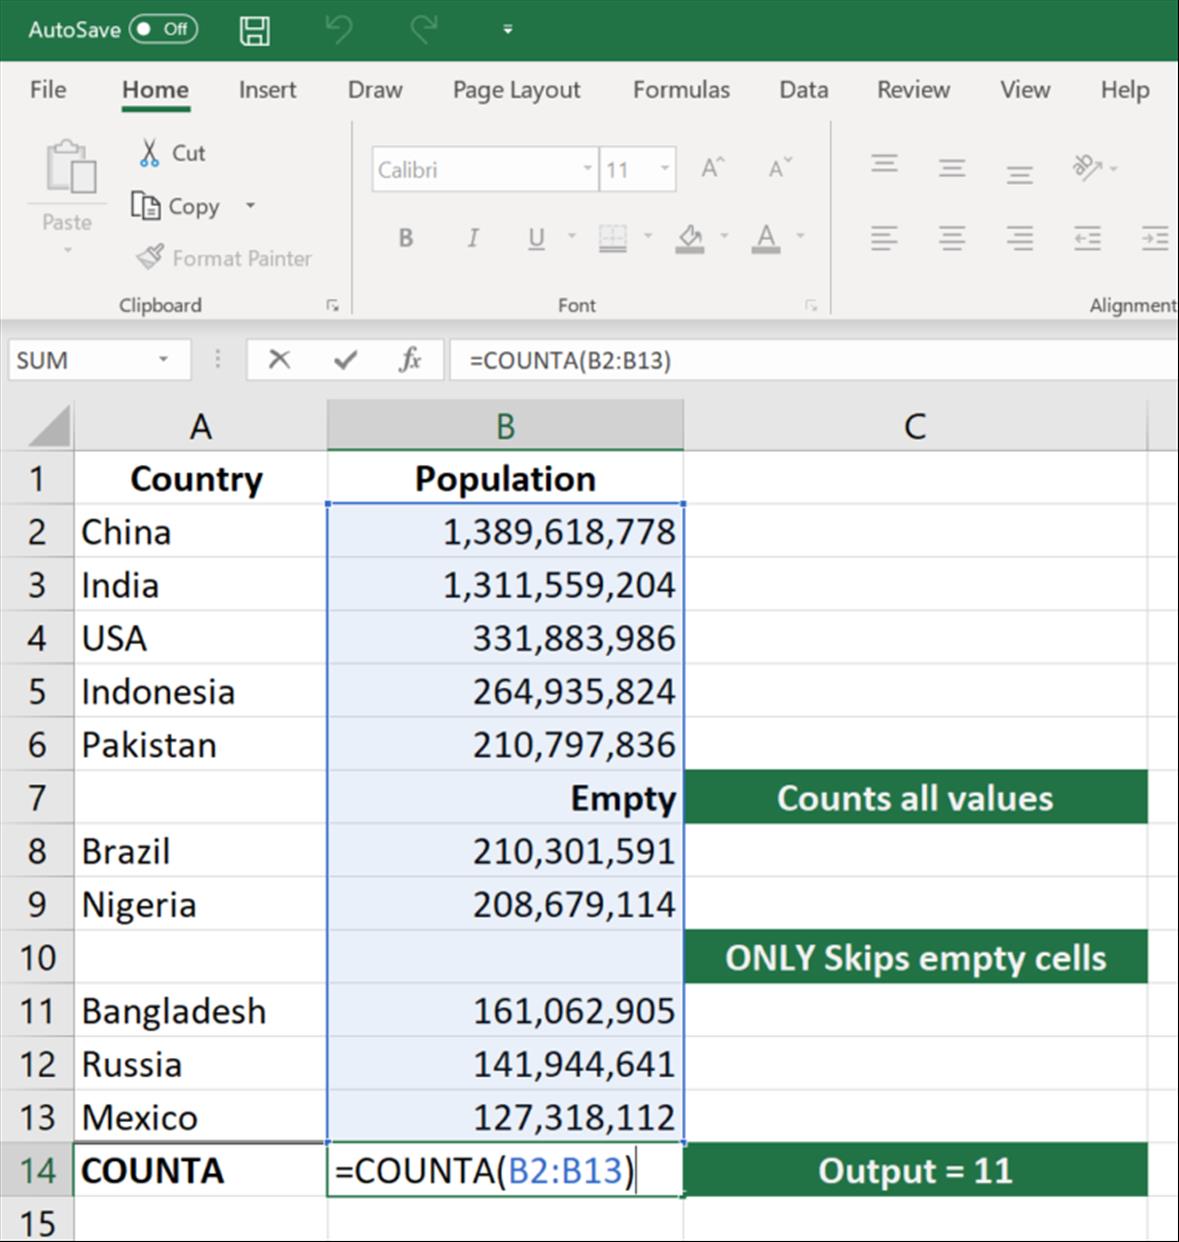 AutoSave Off
File Home Insert Draw Page Layout Formulas Data Review View Help
Paste
Cut
Copy
Format Painter
Clipboard
Calibri 11 A A
B I U A
Font
Alignment
SUM fx =COUNTA(B2:B13)
A B C
1 Country Population
2 China 1,389,618,778
3 India 1,311,559,204
4 USA 331,883,986
5 Indonesia 264,935,824
6 Pakistan 210,797,836
7 Empty Counts all values
8 Brazil 210,301,591
9 Nigeria 208,679,114
10 ONLY Skips empty cells
11 Bangladesh 161,062,905
12 Russia 141,944,641
13 Mexico 127,318,112
14 COUNTA =COUNTA(B2:B13) Output = 11
15